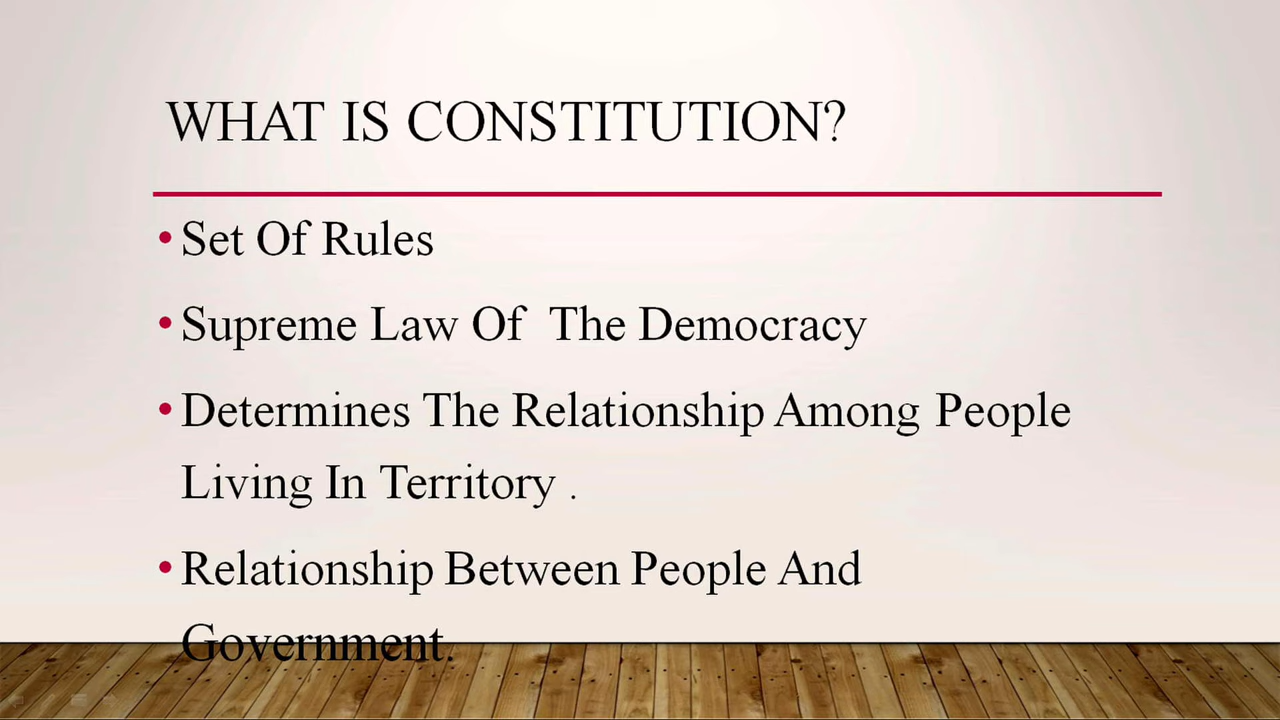 WHAT IS CONSTITUTION?
•Set Of Rules
•Supreme Law Of  The Democracy
•Determines The Relationship Among People
Living In Territory .
•Relationship Between People And
Government.